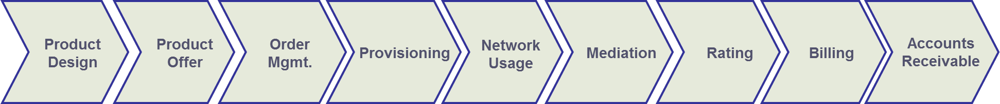 Product
Design
Product
Offer
Order
Mgmt.
Provisioning
Network
Usage
Mediation
Rating
Billing
Accounts
Receivable